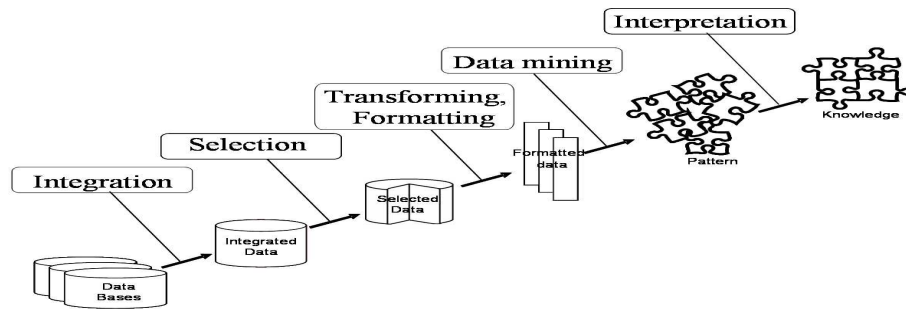 Interpretation
Data mining
Transforming,
Formatting
Selection
Integration
Data
Bases
Integrated
Data
Selected
Data
Formatted
data
Pattern
Knowledge